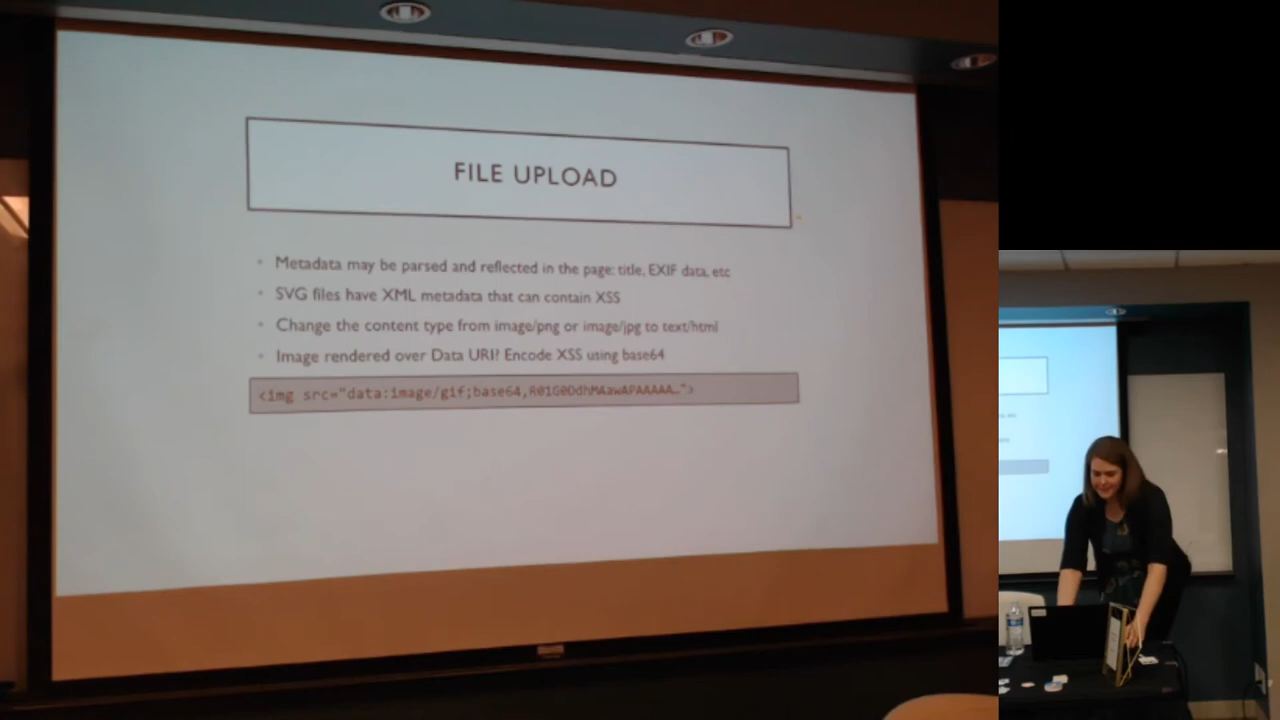 FILE UPLOAD
• Metadata may be parsed and reflected in the page: title, EXIF data, etc
• SVG files have XML metadata that can contain XSS
• Change the content type from image/png or image/jpg to text/html
• Image rendered over Data URI? Encode XSS using base64
<img src="data:image/gif;base64,R0lGODdhMAawAPAAAAA…">